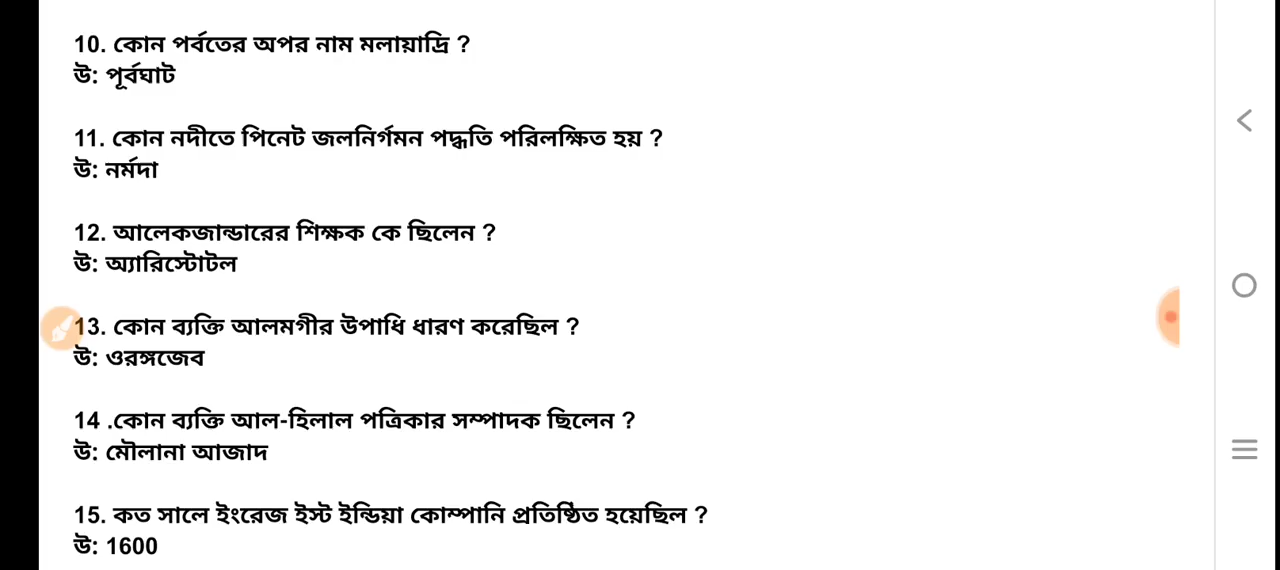 10. কোন পর্বতের অপর নাম মলায়াদ্রি ?
উ: পূর্বঘাট
11. কোন নদীতে পিনেট জলনির্গমন পদ্ধতি পরিলক্ষিত হয় ?
উ: নর্মদা
12. আলেকজান্ডারের শিক্ষক কে ছিলেন ?
উ: অ্যারিস্টোটল
13. কোন ব্যক্তি আলমগীর উপাধি ধারণ করেছিল ?
উ: ওরঙ্গজেব
14 .কোন ব্যক্তি আল-হিলাল পত্রিকার সম্পাদক ছিলেন ?
উ: মৌলানা আজাদ
15. কত সালে ইংরেজ ইস্ট ইন্ডিয়া কোম্পানি প্রতিষ্ঠিত হয়েছিল ?
উ: 1600